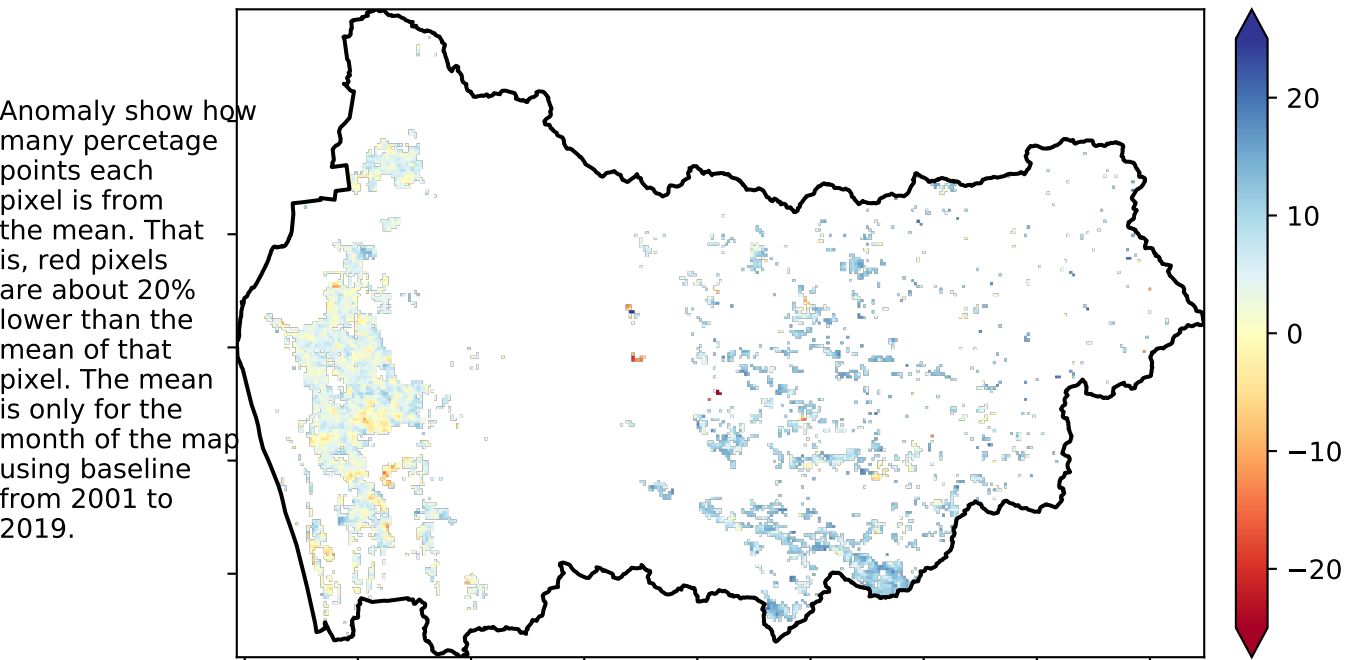 Anomaly show how
many percetage
points each
pixel is from
the mean. That
is, red pixels
are about 20%
lower than the
mean of that
pixel. The mean
is only for the
month of the map
using baseline
from 2001 to
2019.
20
10
0
−10
−20